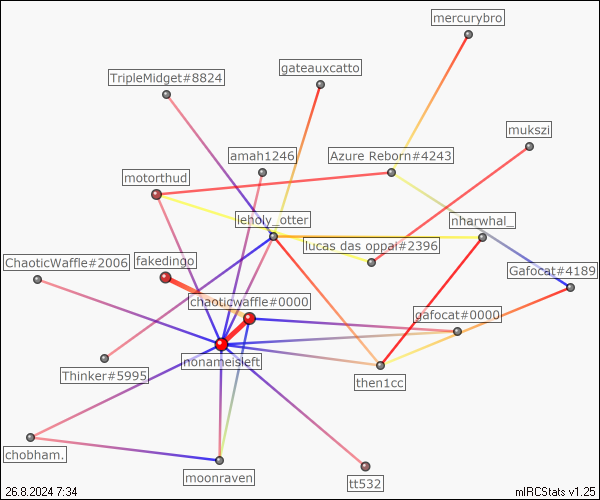 mercurybro
gateauxcatto
TripleMidget#8824
mukszi
amah1246
Azure Reborn#4243
motorthud
leholy_otter
nharwhal_
lucas das oppai#2396
ChaoticWaffle#2006
fakedingo
Gafocat#4189
chaoticwaffle#0000
gafocat#0000
nonameisleft
Thinker#5995
then1cc
chobham.
moonraven
tt532
26.8.2024 7:34
mIRCStats v1.25